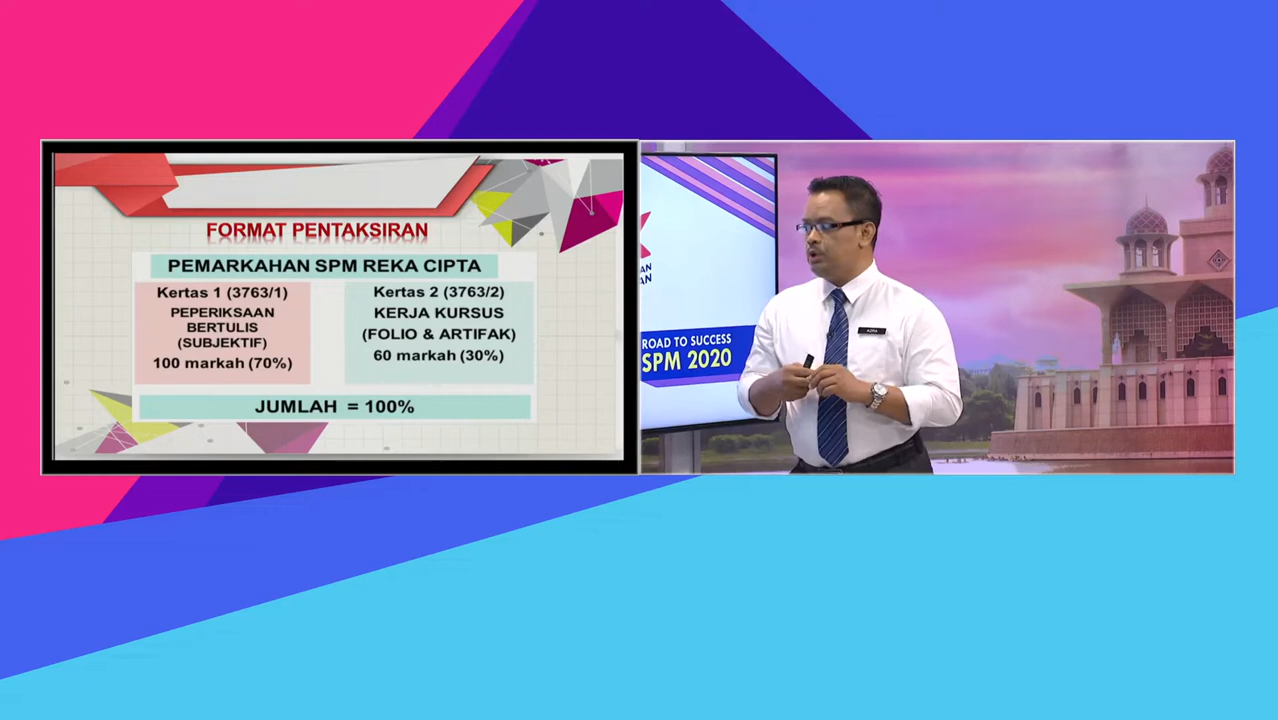 FORMAT PENTAKSIRAN
PEMARKAHAN SPM REKA CIPTA
Kertas 1 (3763/1)
PEPERIKSAAN
BERTULIS
(SUBJEKTIF)
100 markah (70%)
Kertas 2 (3763/2)
KERJA KURSUS
(FOLIO & ARTIFAK)
60 markah (30%)
JUMLAH = 100%
ROAD TO SUCCESS
SPM 2020
AZRA